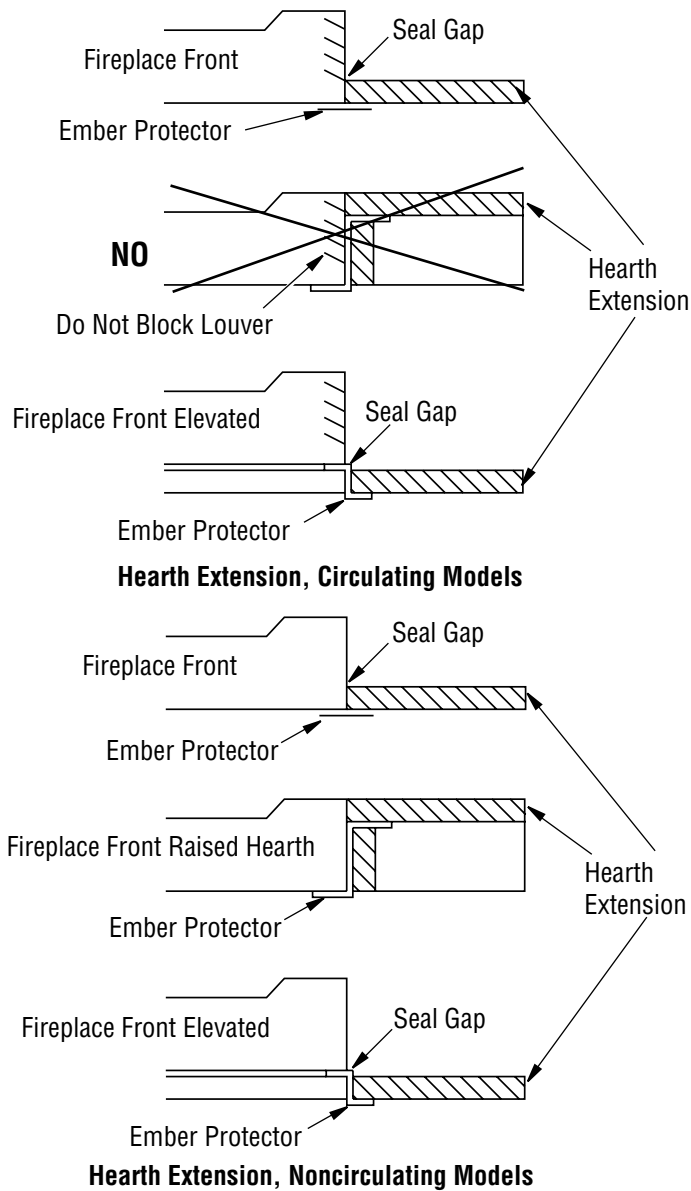 Seal Gap
Fireplace Front
Ember Protector
NO
Hearth
Extension
Do Not Block Louver
Fireplace Front Elevated
Seal Gap
Ember Protector
Hearth Extension, Circulating Models
Seal Gap
Fireplace Front
Ember Protector
Fireplace Front Raised Hearth
Hearth
Extension
Ember Protector
Fireplace Front Elevated
Seal Gap
Ember Protector
Hearth Extension, Noncirculating Models